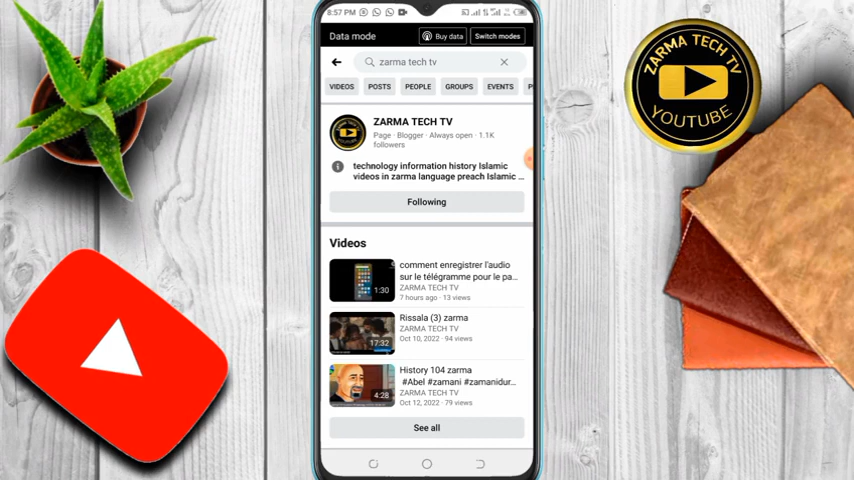 8:57 PM
Data mode
Buy data
Switch modes
zarma tech tv
VIDEOS
POSTS
PEOPLE
GROUPS
EVENTS
P
ZARMA TECH TV
Page · Blogger · Always open · 1.1K
followers
technology information history Islamic
videos in zarma language preach Islamic ...
Following
Videos
comment enregistrer l'audio
sur le télégramme pour le pa...
ZARMA TECH TV
7 hours ago · 13 views
1:30
Rissala (3) zarma
ZARMA TECH TV
Oct 10, 2022 · 94 views
17:32
History 104 zarma
#Abel #zamani #zamanidur...
Oct 12, 2022 · 79 views
4:28
See all
ZARMA TECH TV
YOUTUBE